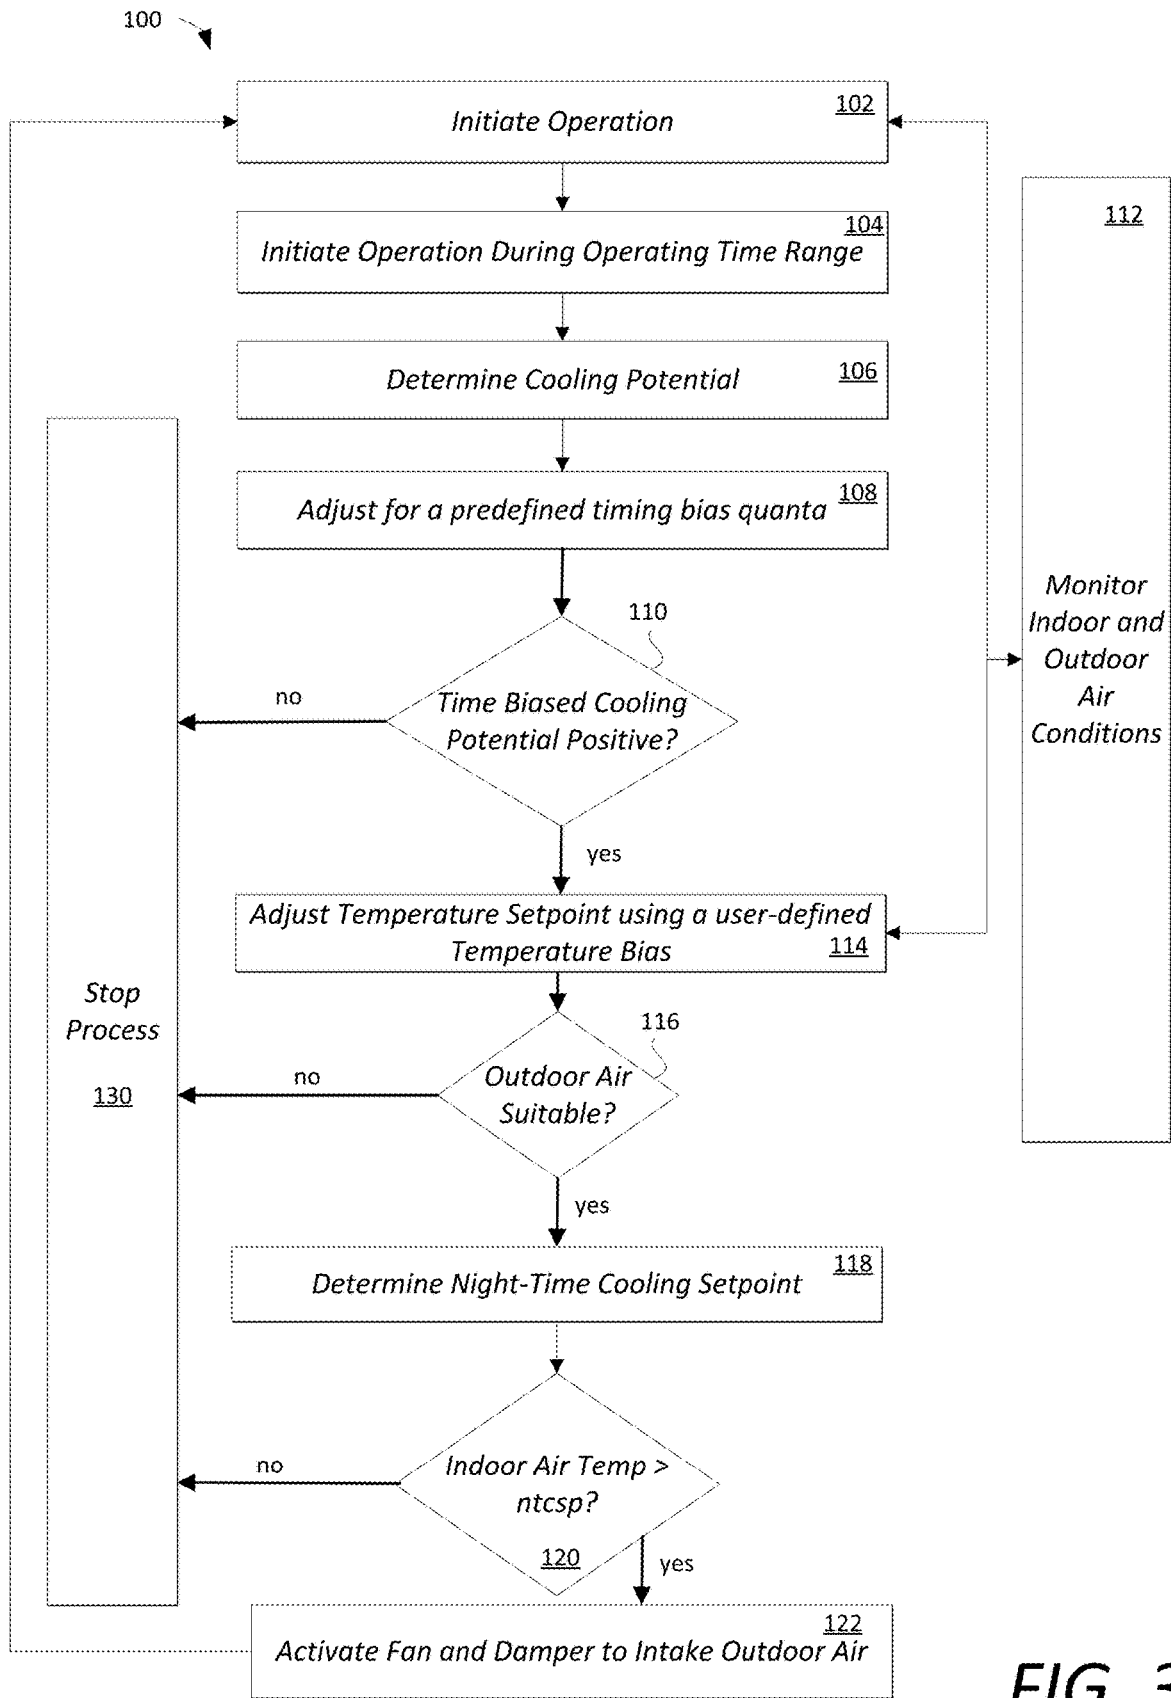 100
102
Initiate Operation
104
Initiate Operation During Operating Time Range
106
Determine Cooling Potential
108
Adjust for a predefined timing bias quanta
110
Time Biased Cooling
Potential Positive?
no
yes
112
Monitor
Indoor and
Outdoor
Air
Conditions
Adjust Temperature Setpoint using a user-defined
Temperature Bias
114
116
Outdoor Air
Suitable?
no
yes
Stop
Process
130
118
Determine Night-Time Cooling Setpoint
Indoor Air Temp >
ntcsp?
120
no
yes
122
Activate Fan and Damper to Intake Outdoor Air
FIG. 3